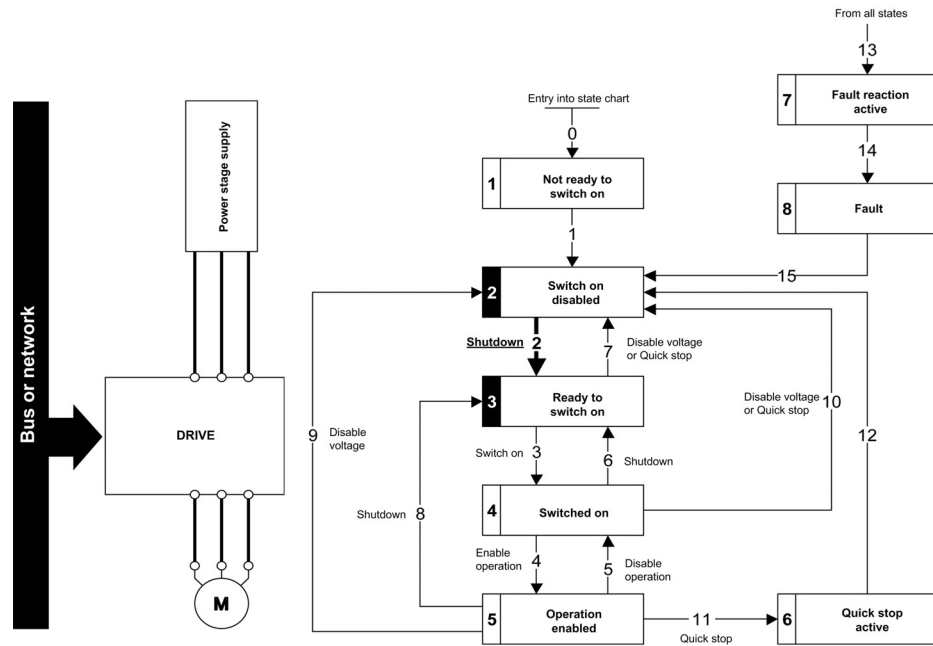 From all states
13
7
Fault reaction
active
14
8
Fault
15
Entry into state chart
0
1
Not ready to
switch on
1
2
Switch on
disabled
Shutdown 2
7
Disable voltage
or Quick stop
3
Ready to
switch on
Switch on 3
6 Shutdown
4
Switched on
Enable
operation
4
5
Disable
operation
5
Operation
enabled
11
Quick stop
6
Quick stop
active
9
Disable
voltage
Shutdown 8
Disable voltage
or Quick stop
10
12
Bus or network
Power stage supply
DRIVE
M